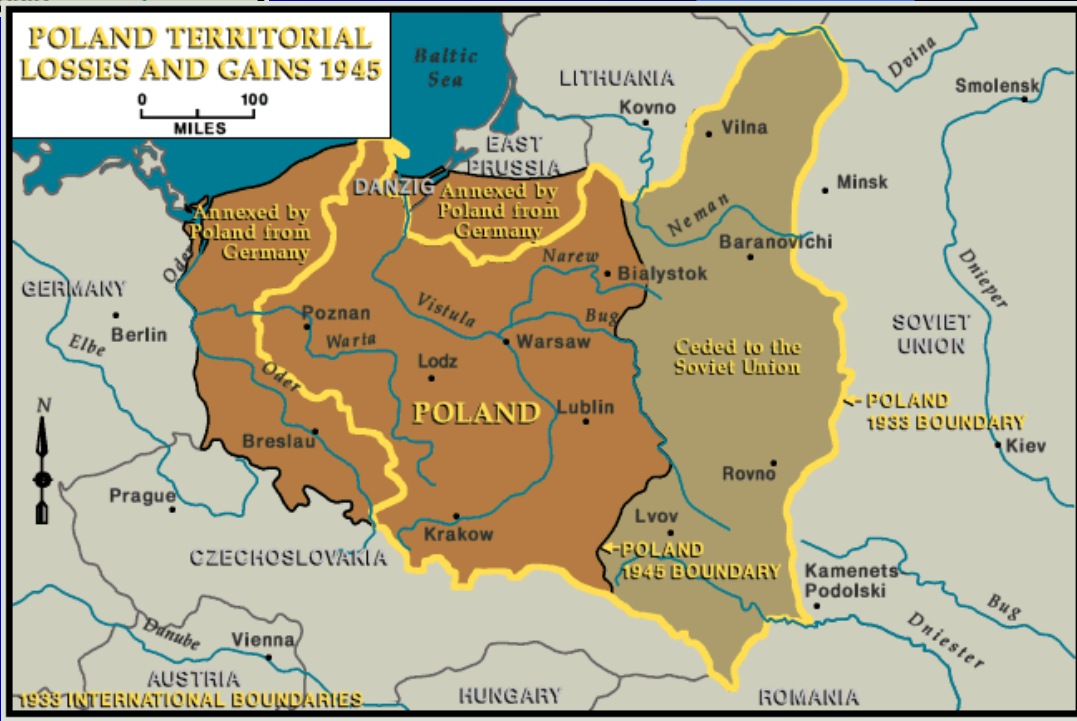 POLAND TERRITORIAL
LOSSES AND GAINS 1945
0 100
MILES
Baltic
Sea
LITHUANIA
Kovno
Vilna
Dvina
Smolensk
EAST
PRUSSIA
DANZIG
Annexed by
Poland from
Germany
Annexed by
Poland from
Germany
Minsk
Neman
Baranovichi
Oder
Narew
Bialystok
Dnieper
GERMANY
Berlin
Elbe
Poznan
Warta
Vistula
Bug
Warsaw
SOVIET
UNION
Ceded to the
Soviet Union
Lodz
Oder
POLAND
Lublin
POLAND
1933 BOUNDARY
N
Breslau
Kiev
Rovno
Prague
Krakow
Lvov
POLAND
1945 BOUNDARY
CZECHOSLOVAKIA
Kamenets-
Podolski
Bug
Dniester
Danube
Vienna
AUSTRIA
1933 INTERNATIONAL BOUNDARIES
HUNGARY
ROMANIA